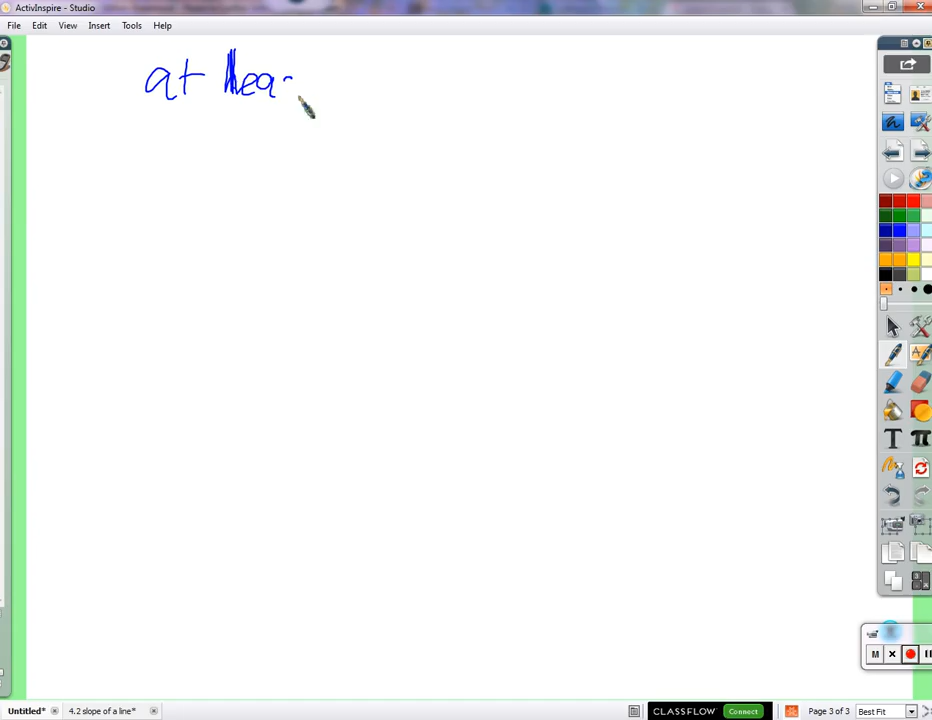 ActivInspire - Studio
File Edit View Insert Tools Help
at lea
M
Untitled* 4.2 slope of a line* CLASSFLOW Connect Page 3 of 3 Best Fit